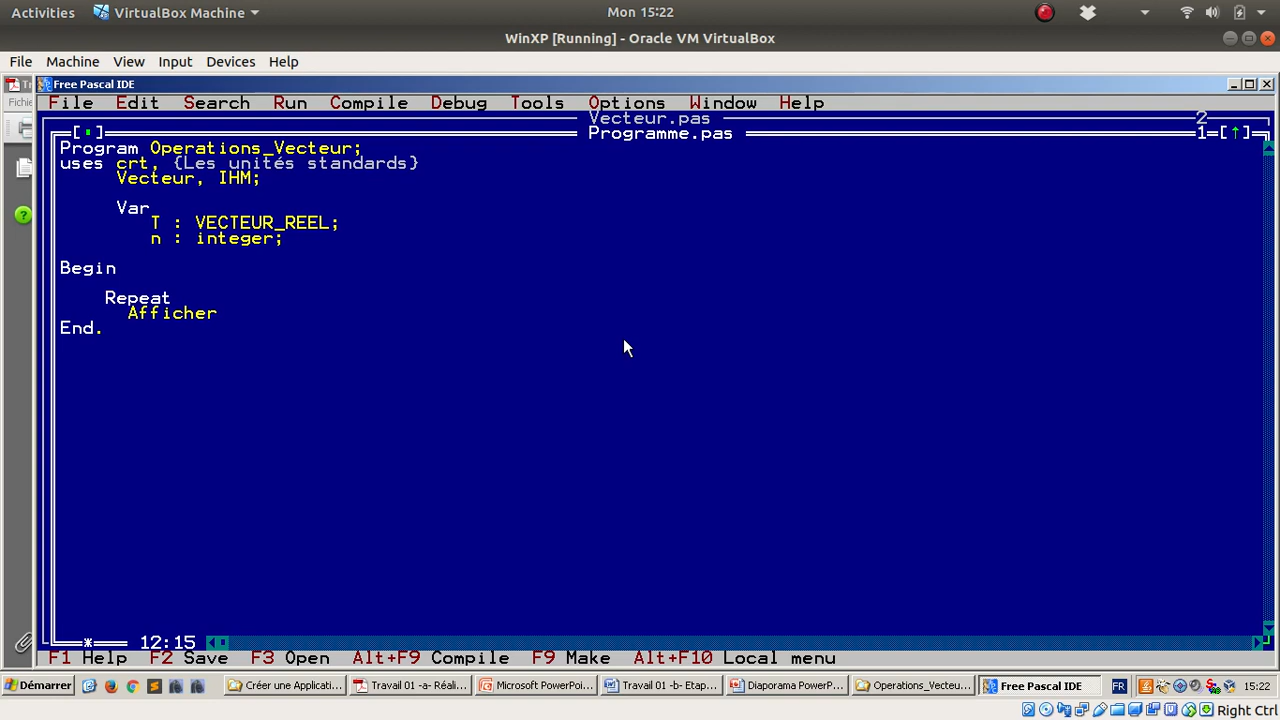 Activities VirtualBox Machine Mon 15:22
WinXP [Running] - Oracle VM VirtualBox
File Machine View Input Devices Help
Free Pascal IDE
Fichie
File Edit Search Run Compile Debug Tools Options Window Help
Vecteur.pas 2
Programme.pas 1
Program Operations_Vecteur;
uses crt, {Les unités standards}
Vecteur, IHM;
Var
T : VECTEUR_REEL;
n : integer;
Begin
Repeat
Afficher
End.
12:15
F1 Help F2 Save F3 Open Alt+F9 Compile F9 Make Alt+F10 Local menu
Démarrer Créer une Applicati... Travail 01 -a- Réali... Microsoft PowerPoi... Travail 01 -b- Etap... Diaporama PowerP... Operations_Vecteu... Free Pascal IDE FR 15:22
Right Ctrl